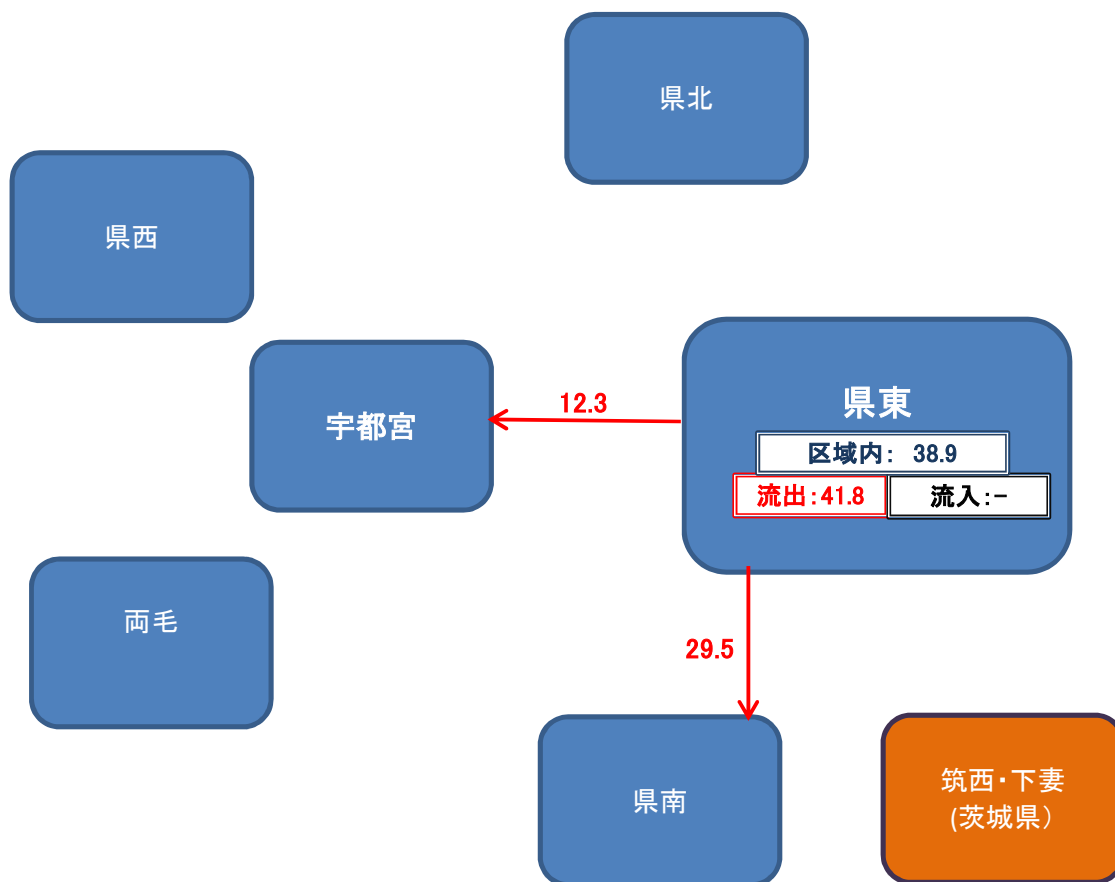 県北
県西
県東
宇都宮
12.3
区域内： 38.9
流出：41.8
流入：－
両毛
29.5
県南
筑西・下妻
(茨城県）